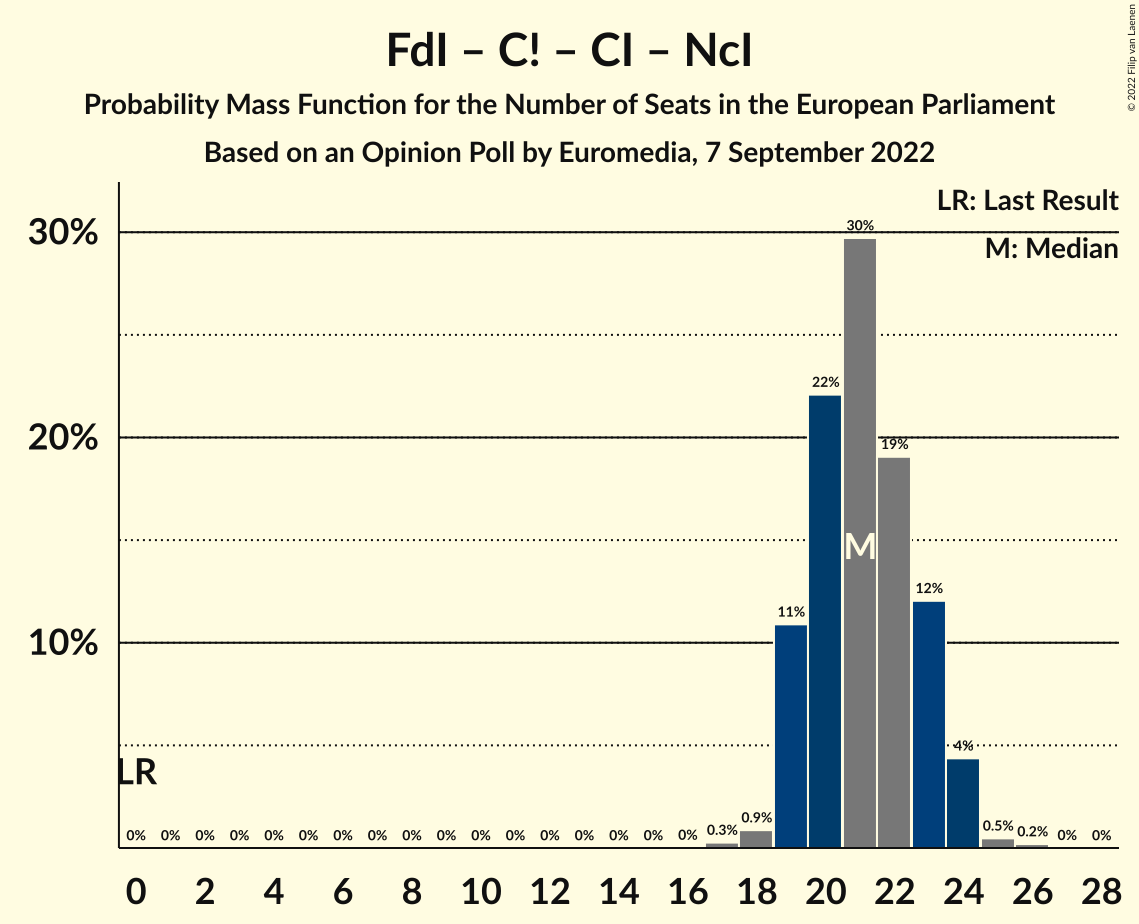 FdI – C! – CI – NcI
Probability Mass Function for the Number of Seats in the European Parliament
Based on an Opinion Poll by Euromedia, 7 September 2022
© 2022 Filip van Laenen
LR: Last Result
M: Median
30%
20%
10%
LR
M
0% 0% 0% 0% 0% 0% 0% 0% 0% 0% 0% 0% 0% 0% 0% 0% 0% 0.3% 0.9% 11% 22% 30% 19% 12% 4% 0.5% 0.2% 0% 0%
0 2 4 6 8 10 12 14 16 18 20 22 24 26 28